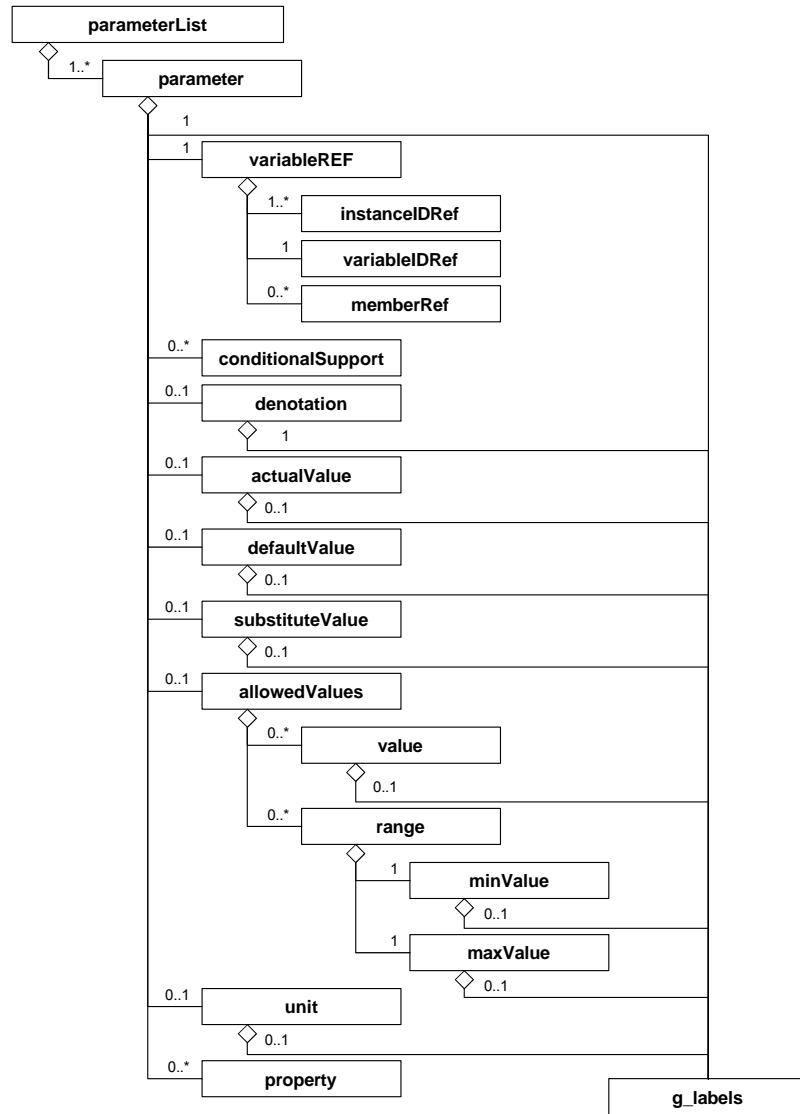 parameterList
1..*
parameter
1
1
variableREF
1..*
instanceIDRef
1
variableIDRef
0..*
memberRef
0..*
conditionalSupport
0..1
denotation
1
0..1
actualValue
0..1
0..1
defaultValue
0..1
0..1
substituteValue
0..1
0..1
allowedValues
0..*
value
0..1
0..*
range
1
minValue
0..1
1
maxValue
0..1
0..1
unit
0..1
0..*
property
g_labels